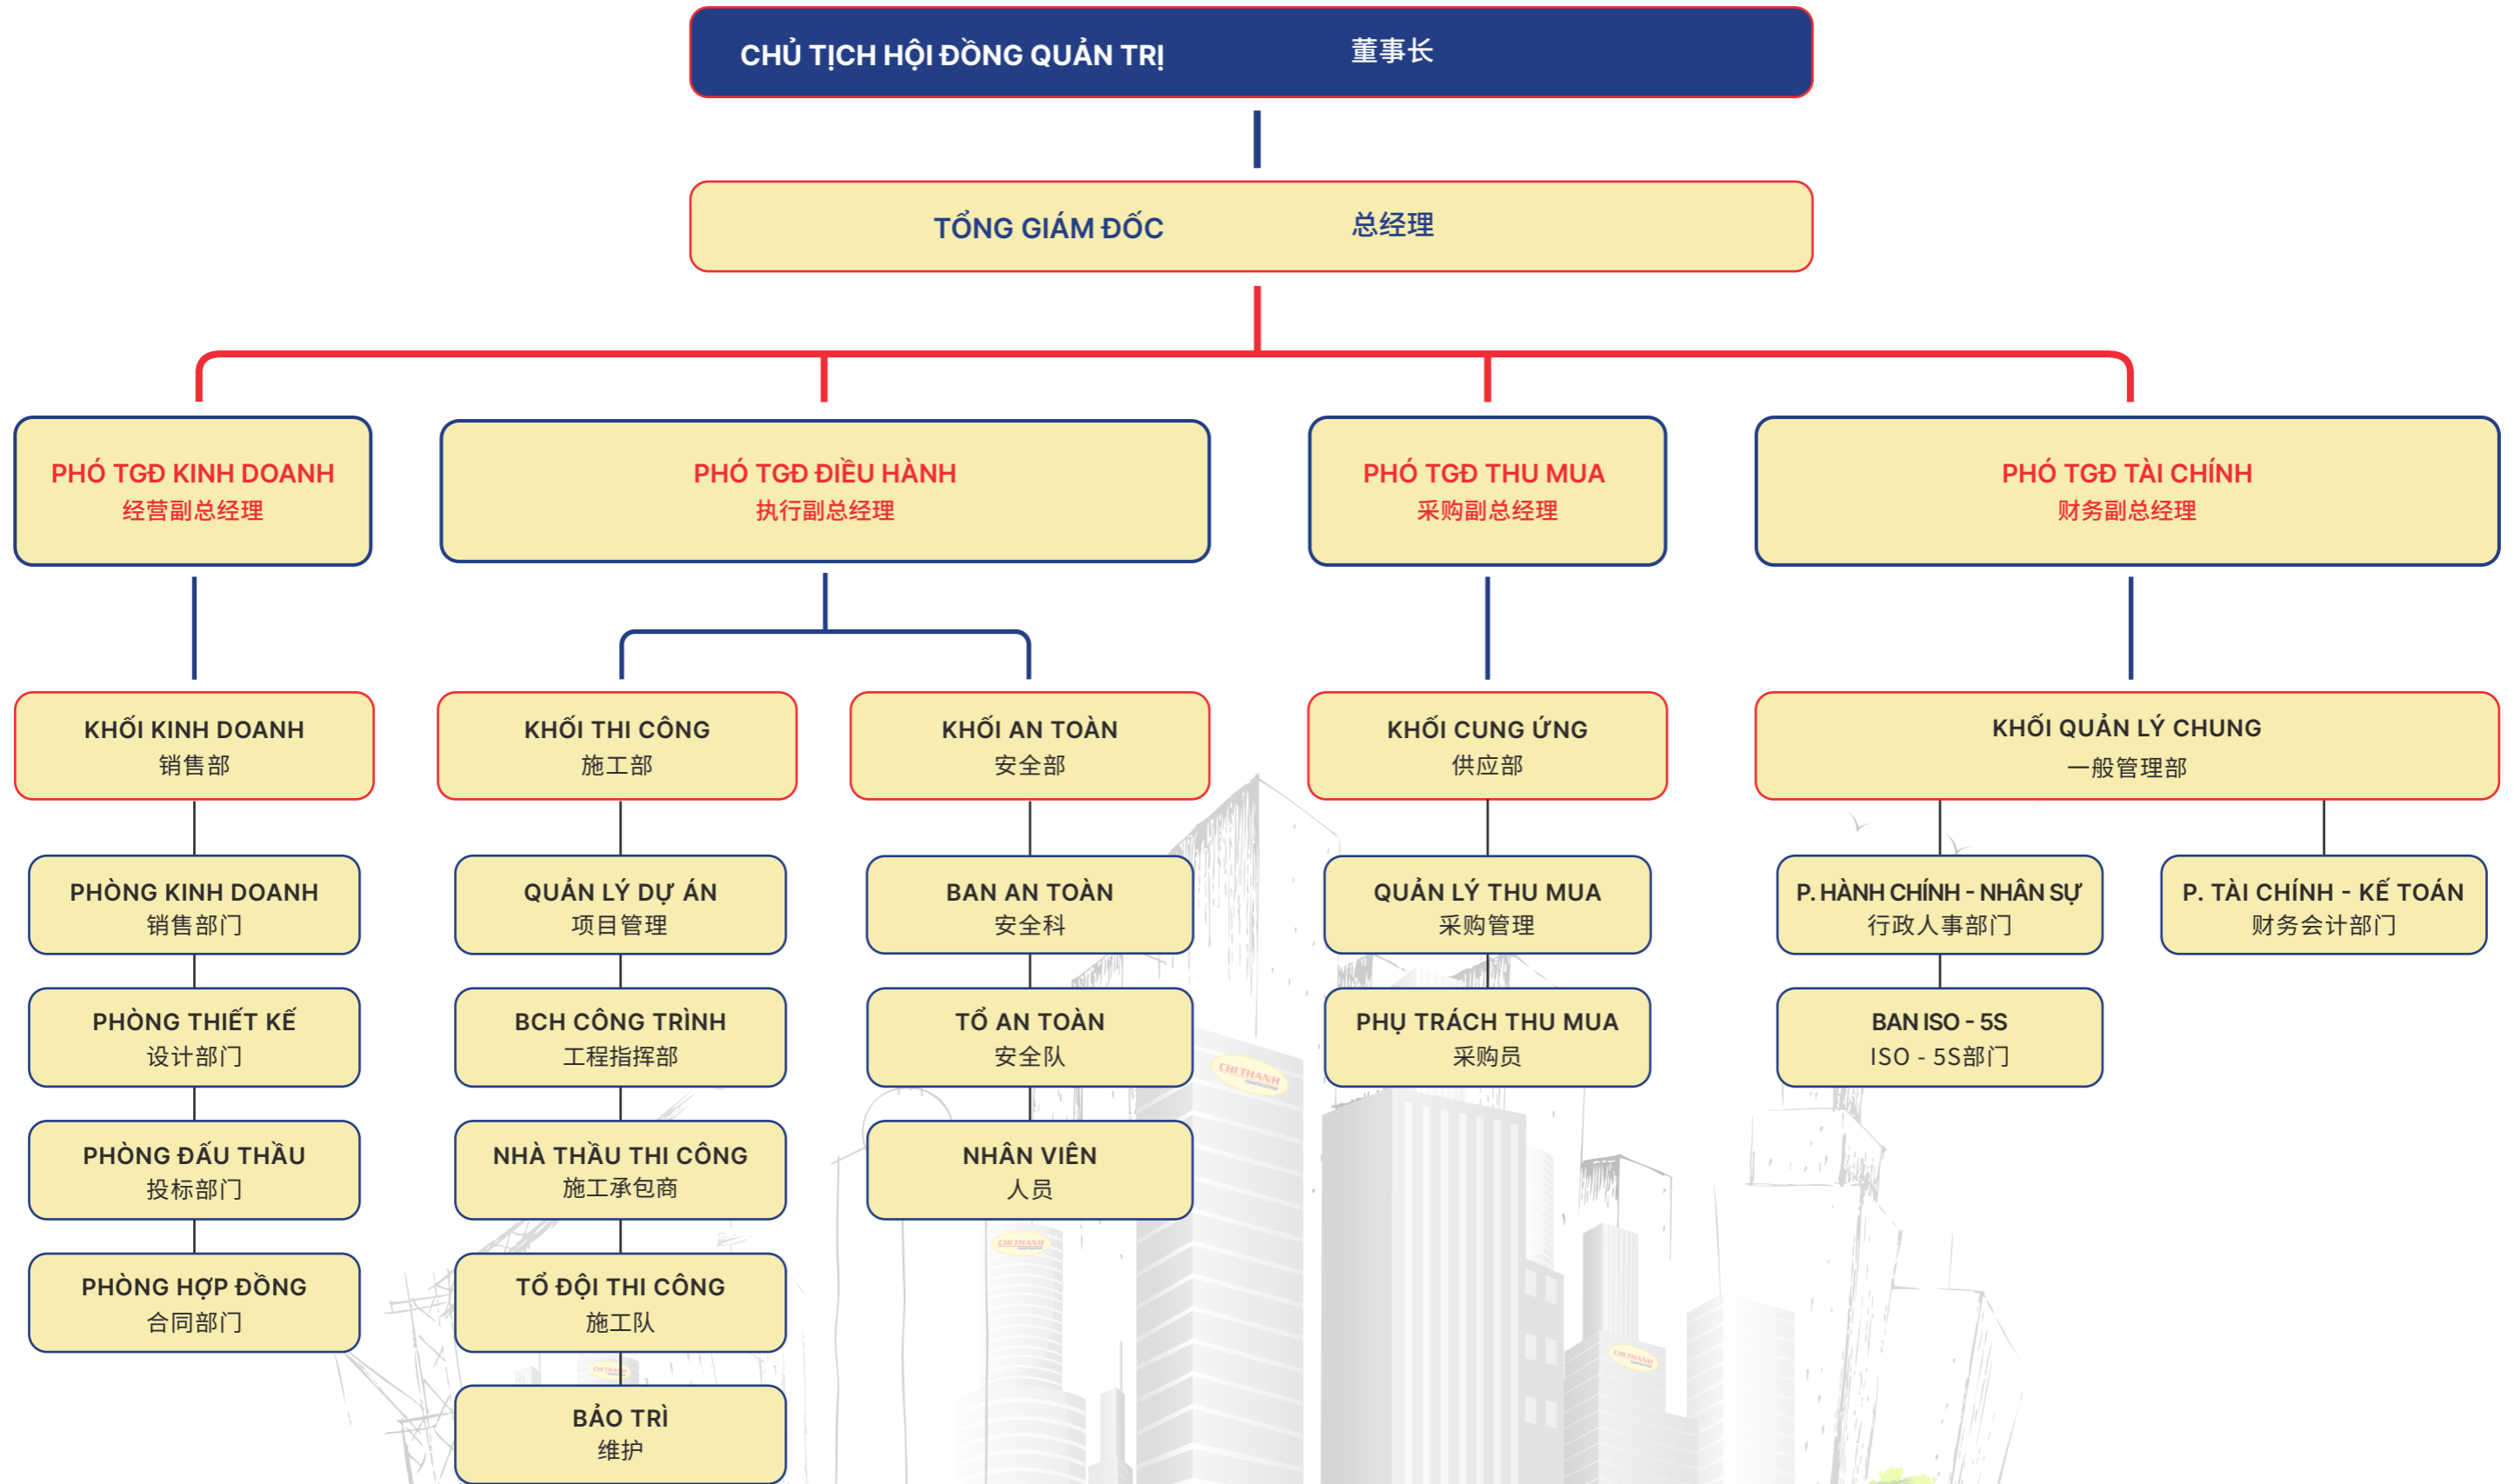 CHỦ TỊCH HỘI ĐỒNG QUẢN TRỊ 董事长
TỔNG GIÁM ĐỐC 总经理
PHÓ TGĐ KINH DOANH
经营副总经理
PHÓ TGĐ ĐIỀU HÀNH
执行副总经理
PHÓ TGĐ THU MUA
采购副总经理
PHÓ TGĐ TÀI CHÍNH
财务副总经理
KHỐI KINH DOANH
销售部
KHỐI THI CÔNG
施工部
KHỐI AN TOÀN
安全部
KHỐI CUNG ỨNG
供应部
KHỐI QUẢN LÝ CHUNG
一般管理部
PHÒNG KINH DOANH
销售部门
QUẢN LÝ DỰ ÁN
项目管理
BAN AN TOÀN
安全科
QUẢN LÝ THU MUA
采购管理
P. HÀNH CHÍNH - NHÂN SỰ
行政人事部门
P. TÀI CHÍNH - KẾ TOÁN
财务会计部门
PHÒNG THIẾT KẾ
设计部门
BCH CÔNG TRÌNH
工程指挥部
TỔ AN TOÀN
安全队
PHỤ TRÁCH THU MUA
采购员
BAN ISO - 5S
ISO - 5S部门
CHI THANH
CONSTRUCTION
PHÒNG ĐẤU THẦU
投标部门
NHÀ THẦU THI CÔNG
施工承包商
NHÂN VIÊN
人员
CHI THANH
CONSTRUCTION
PHÒNG HỢP ĐỒNG
合同部门
TỔ ĐỘI THI CÔNG
施工队
CHI THANH
CONSTRUCTION
CHI THANH
BẢO TRÌ
维护